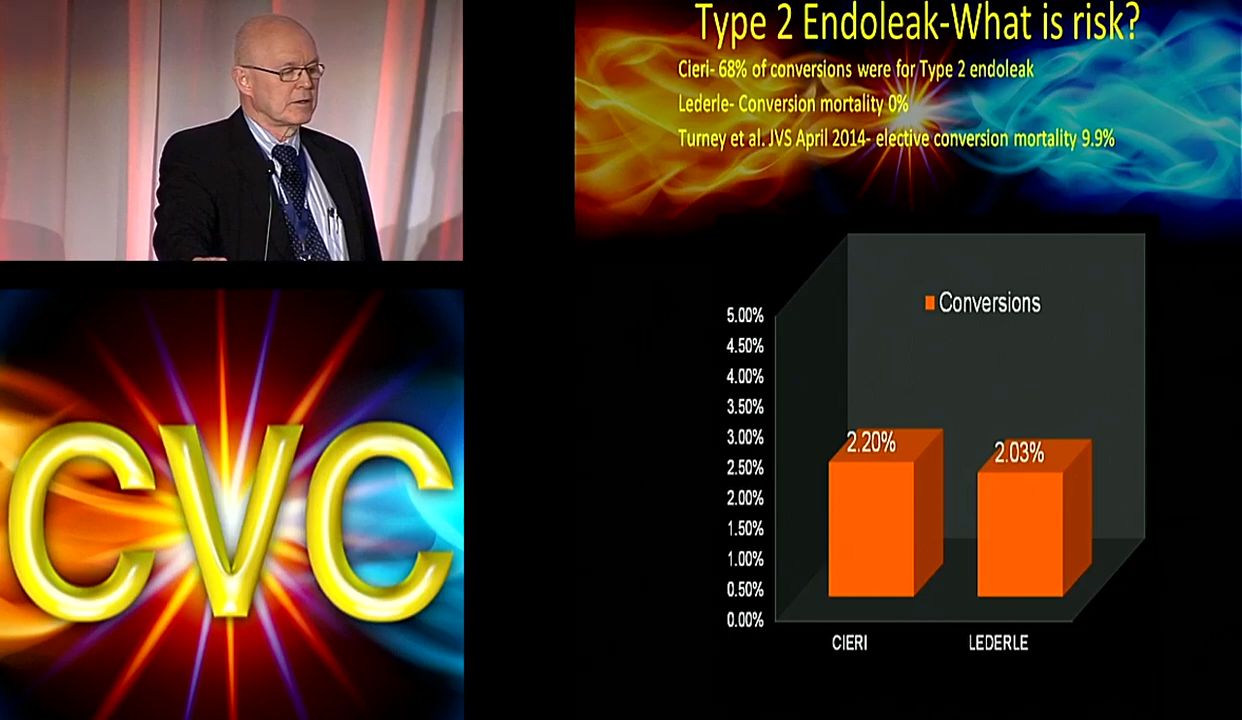 Type 2 Endoleak-What is risk?
Cieri- 68% of conversions were for Type 2 endoleak
Lederle- Conversion mortality 0%
Turney et al. JVS April 2014- elective conversion mortality 9.9%
CVC
Conversions
5.00%
4.50%
4.00%
3.50%
3.00%
2.50%
2.00%
1.50%
1.00%
0.50%
0.00%
2.20%
2.03%
CIERI
LEDERLE